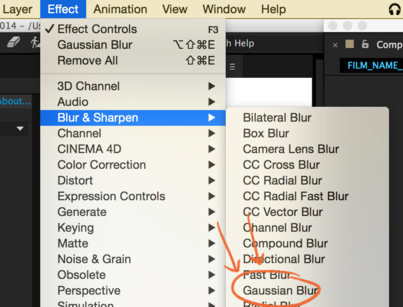 Layer Effect Animation View Window Help
2014 - /Us
Effect Controls F3
Gaussian Blur ⌥⇧⌘E
Remove All ⇧⌘E
h Help
Comp
FILM_NAME_
3D Channel
Audio
About...
Blur & Sharpen
Channel
CINEMA 4D
Color Correction
Distort
Expression Controls
Generate
Keying
Matte
Noise & Grain
Obsolete
Perspective
Simulation
Bilateral Blur
Box Blur
Camera Lens Blur
CC Cross Blur
CC Radial Blur
CC Radial Fast Blur
CC Vector Blur
Channel Blur
Compound Blur
Directional Blur
Fast Blur
Gaussian Blur
Radial Blur